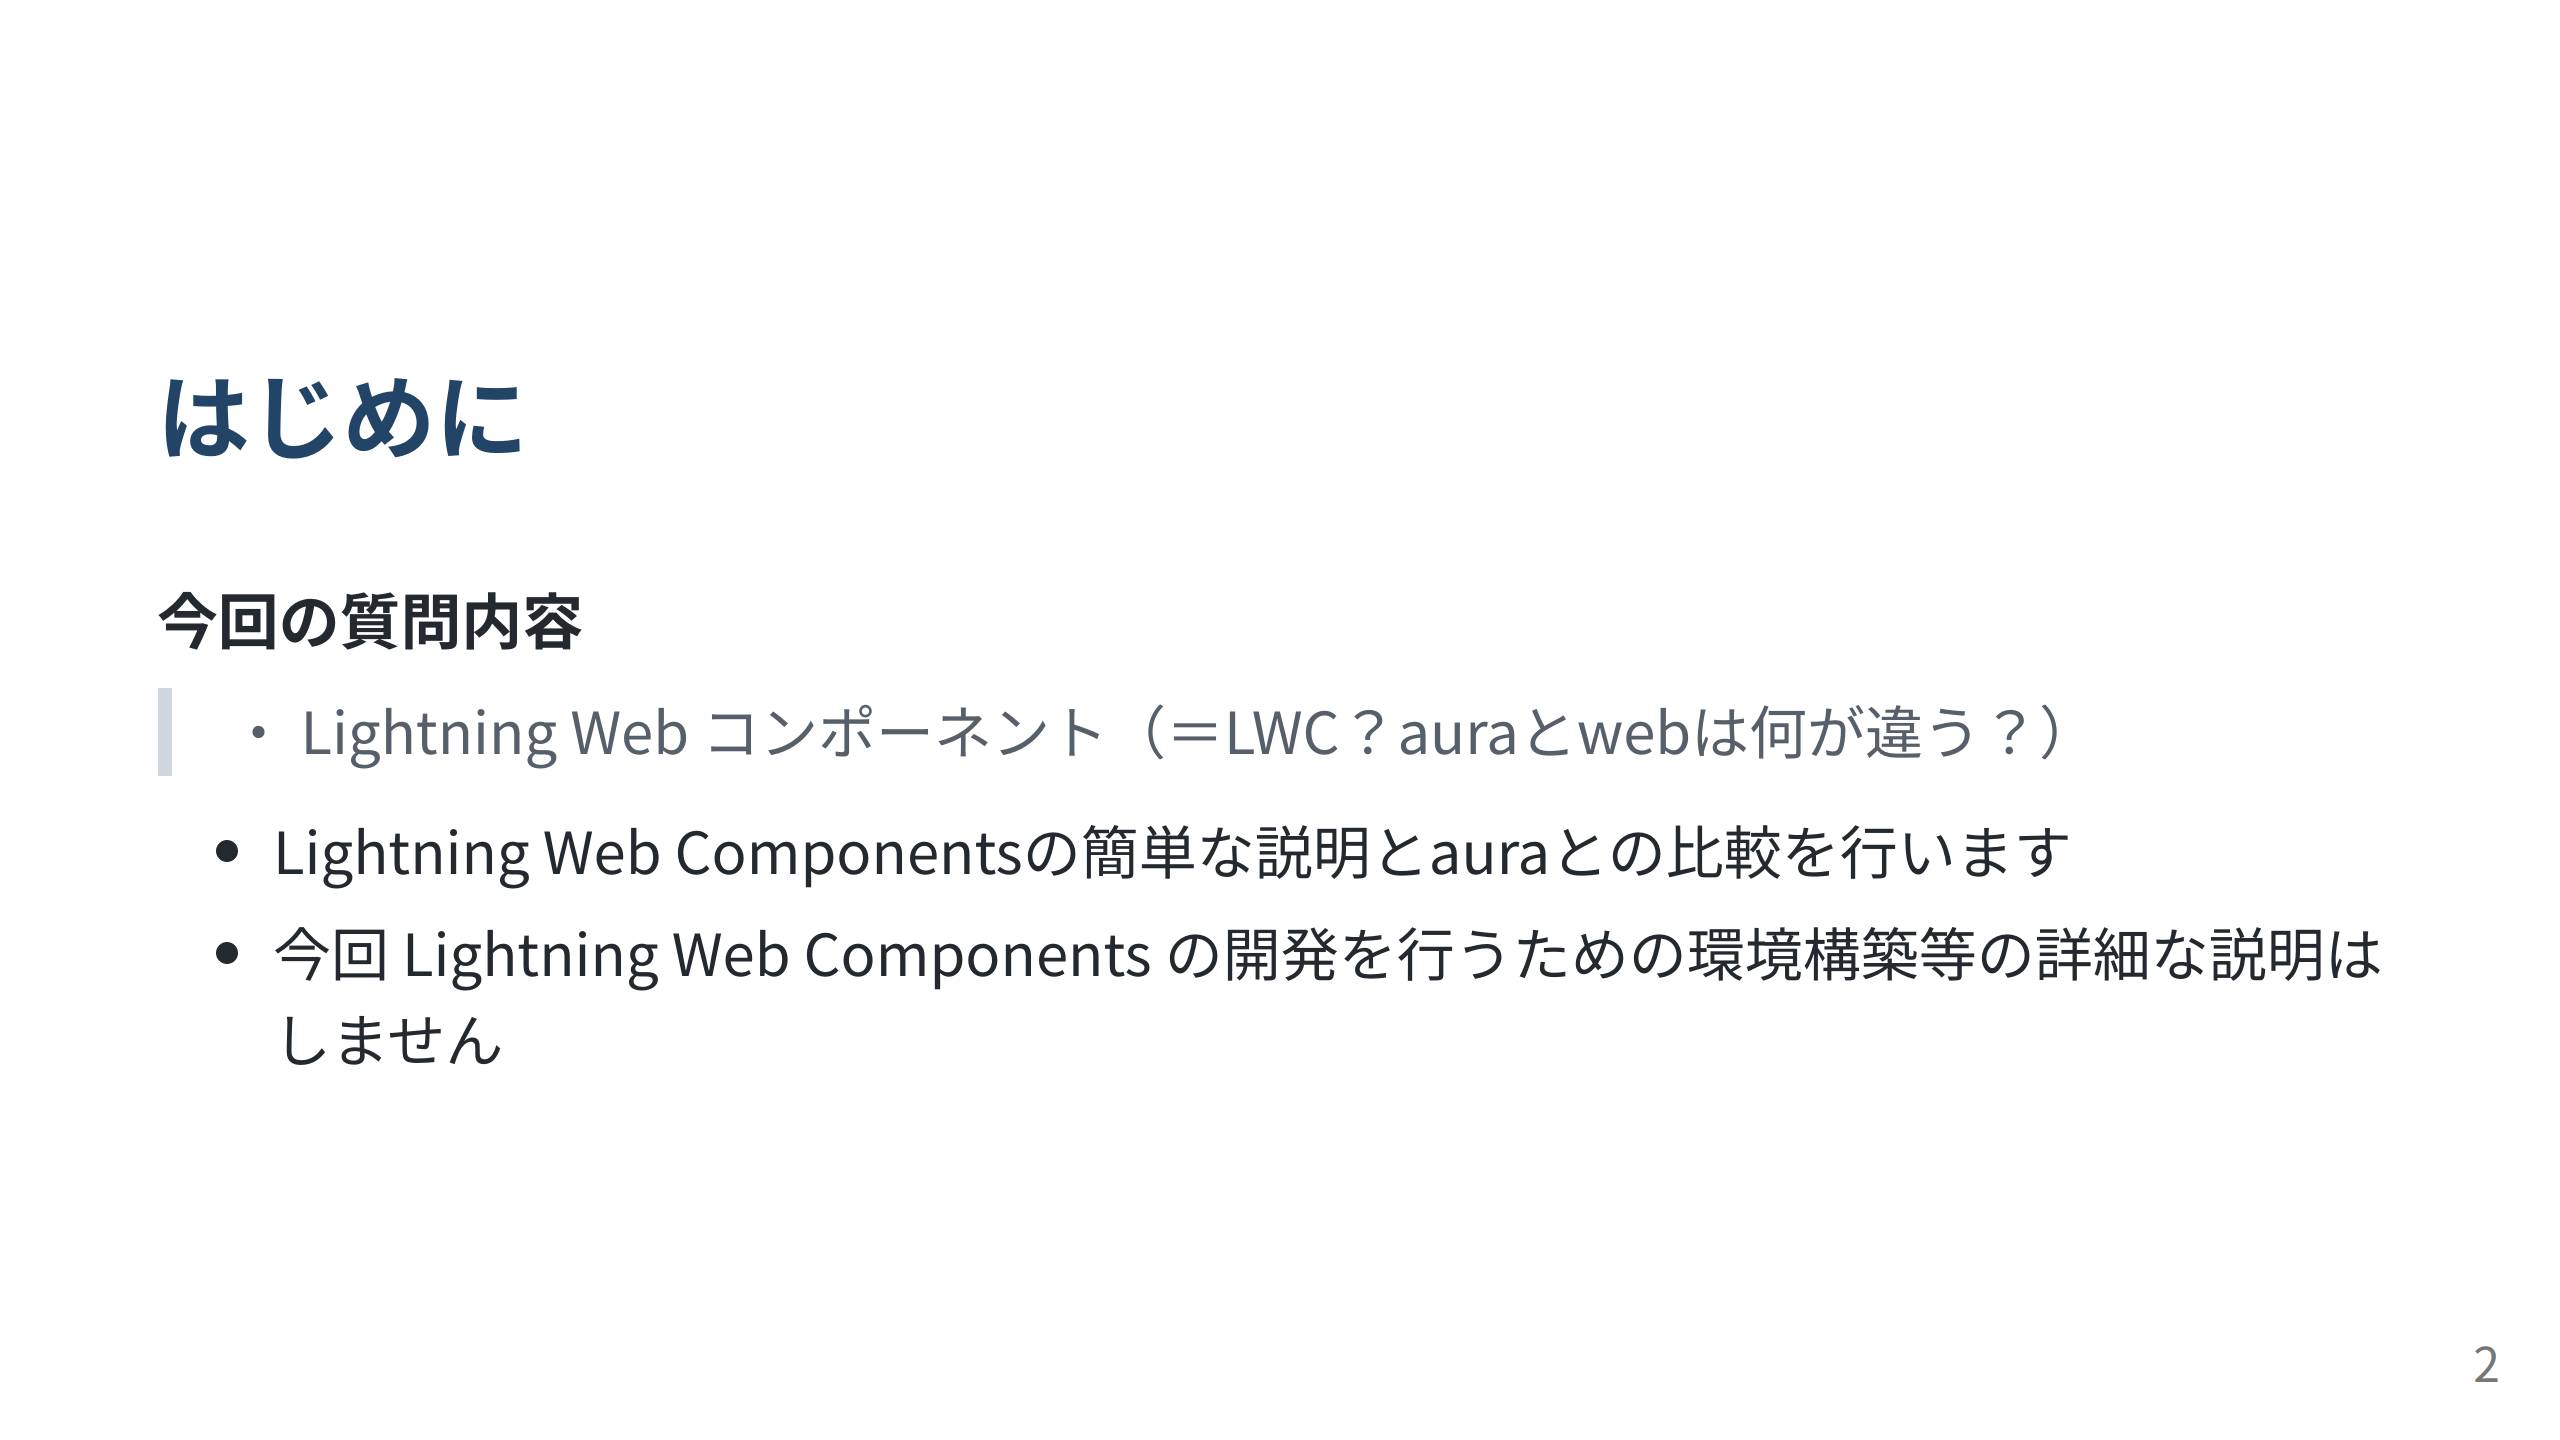 はじめに
今回の質問内容
・ Lightning Web コンポーネント（＝LWC？auraとwebは何が違う？）
• Lightning Web Componentsの簡単な説明とauraとの比較を行います
• 今回 Lightning Web Components の開発を行うための環境構築等の詳細な説明は
しません
2